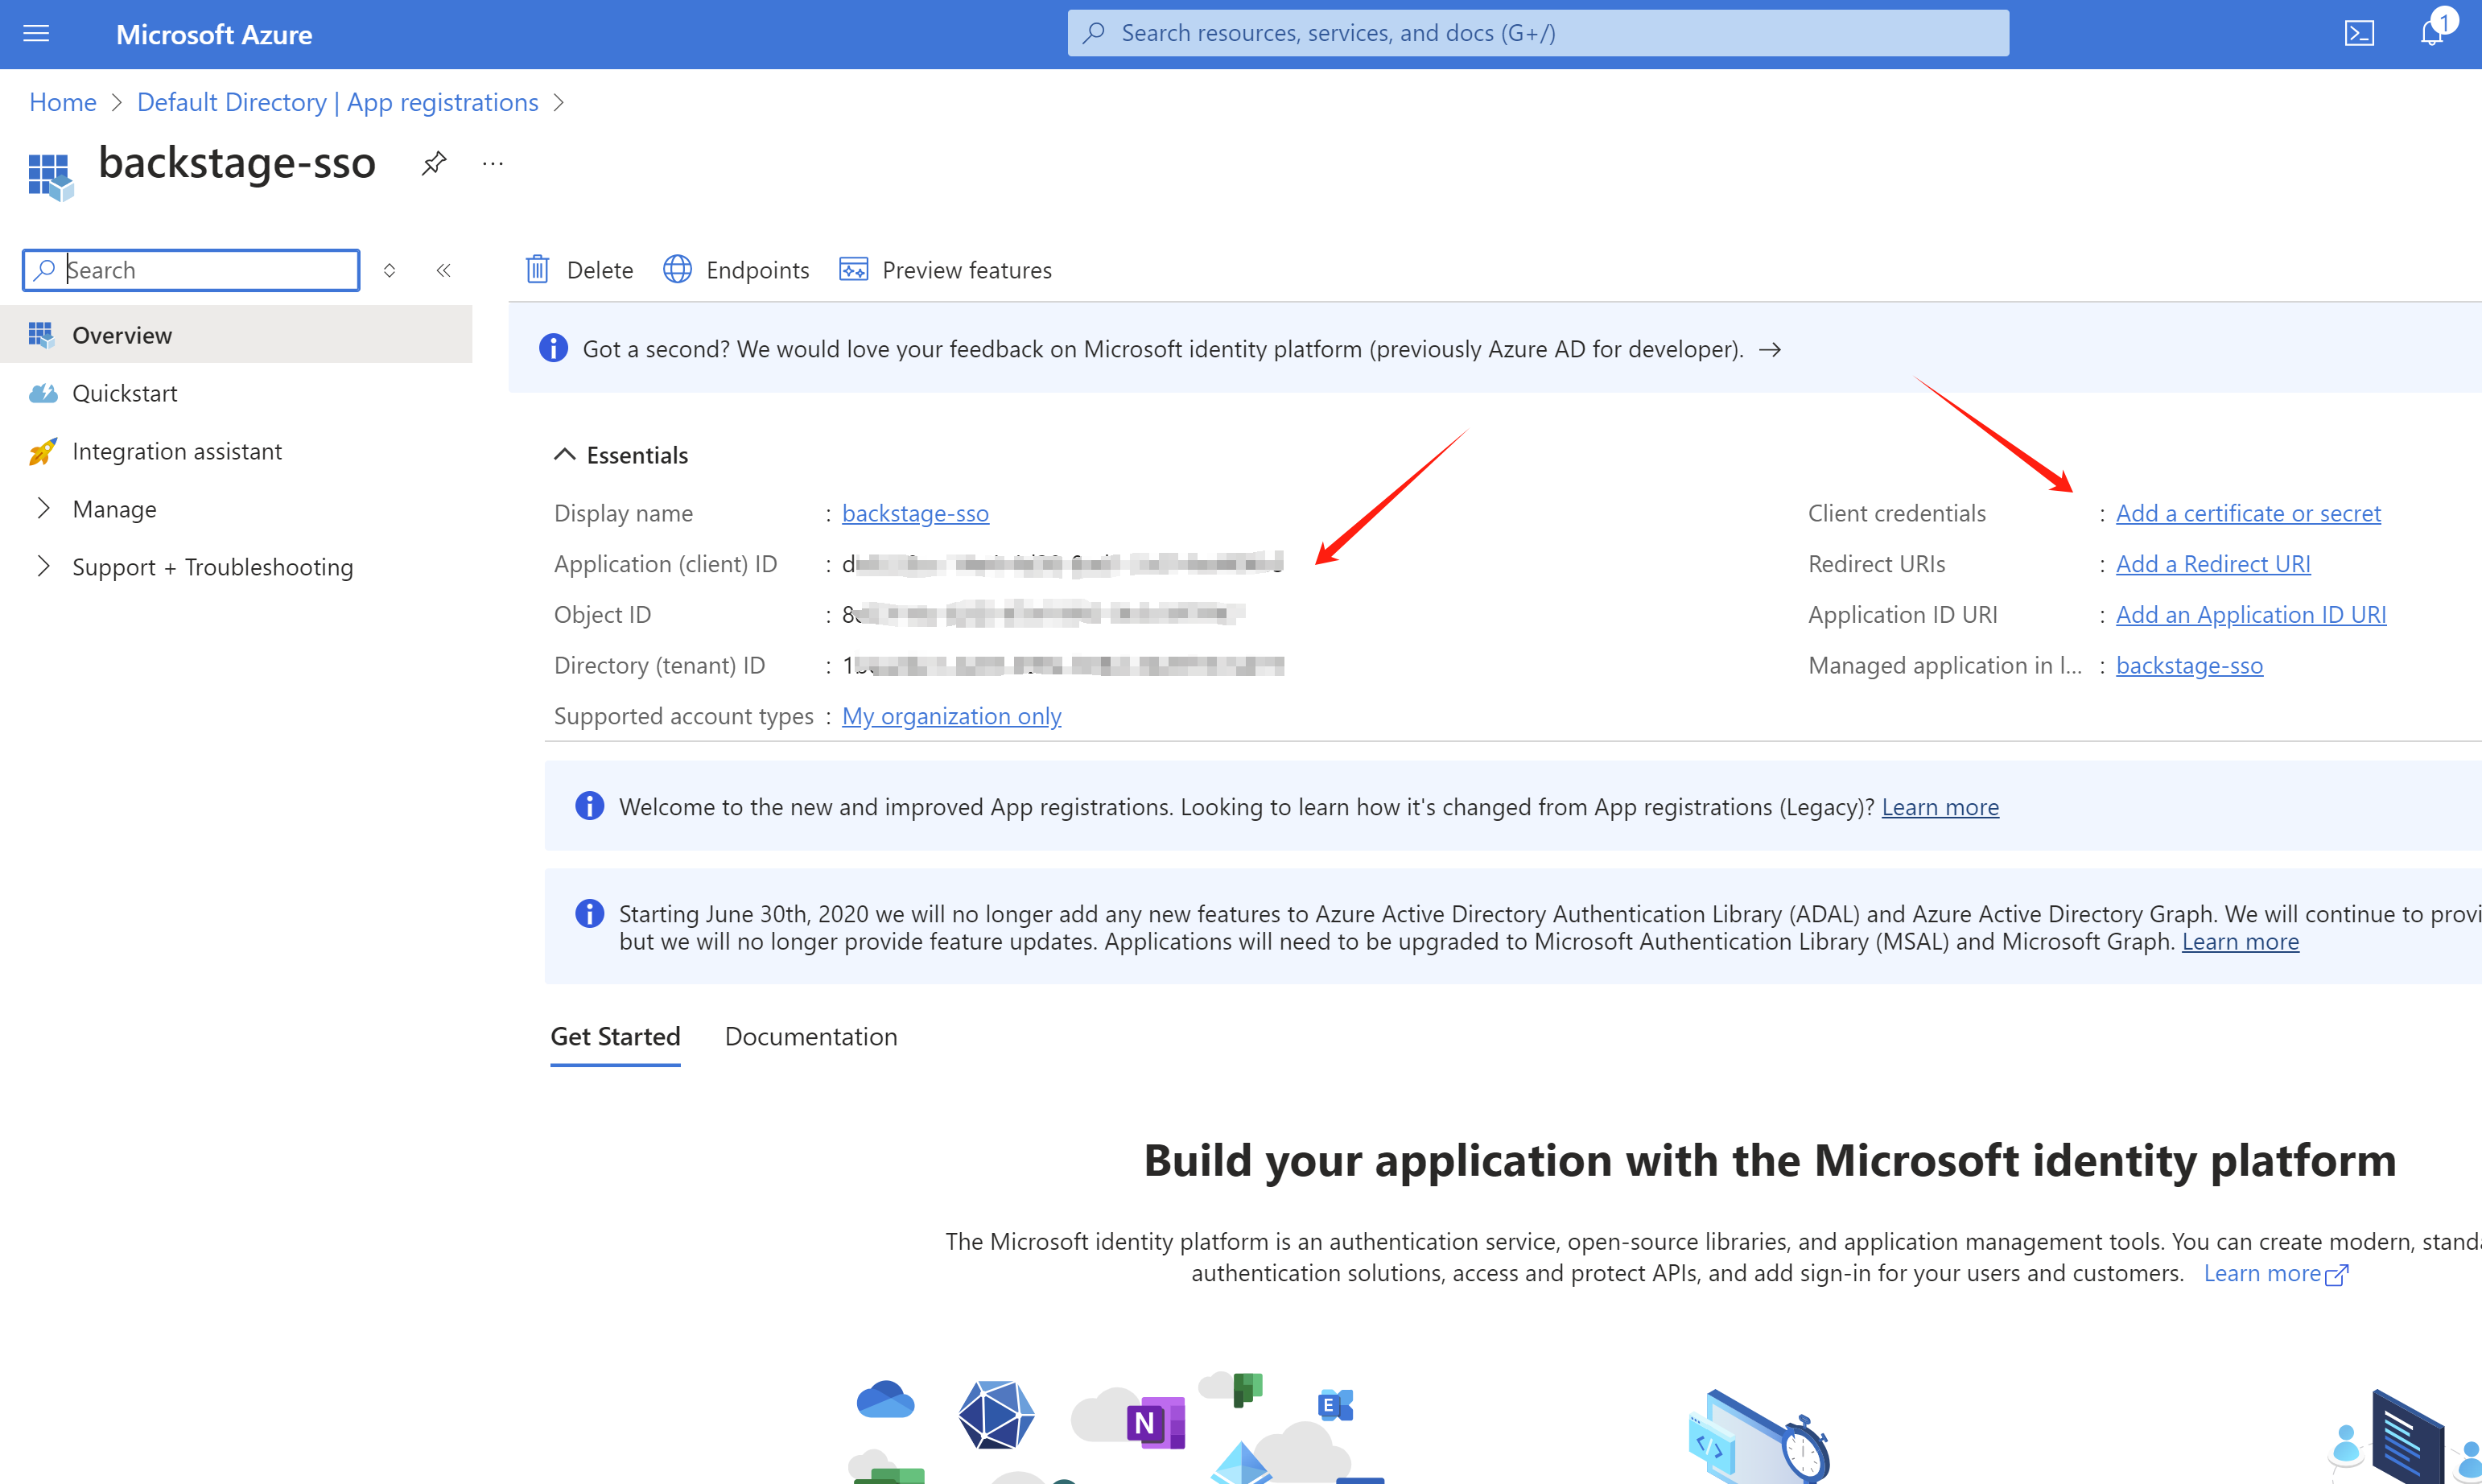 Microsoft Azure
Search resources, services, and docs (G+/)
1
Home > Default Directory | App registrations >
backstage-sso
...
Search
Overview
Quickstart
Integration assistant
Manage
Support + Troubleshooting
Delete
Endpoints
Preview features
Got a second? We would love your feedback on Microsoft identity platform (previously Azure AD for developer). →
Essentials
Display name : backstage-sso
Application (client) ID :
Object ID :
Directory (tenant) ID :
Supported account types : My organization only
Client credentials : Add a certificate or secret
Redirect URIs : Add a Redirect URI
Application ID URI : Add an Application ID URI
Managed application in l... : backstage-sso
Welcome to the new and improved App registrations. Looking to learn how it's changed from App registrations (Legacy)? Learn more
Starting June 30th, 2020 we will no longer add any new features to Azure Active Directory Authentication Library (ADAL) and Azure Active Directory Graph. We will continue to provi
but we will no longer provide feature updates. Applications will need to be upgraded to Microsoft Authentication Library (MSAL) and Microsoft Graph. Learn more
Get Started
Documentation
Build your application with the Microsoft identity platform
The Microsoft identity platform is an authentication service, open-source libraries, and application management tools. You can create modern, standa
authentication solutions, access and protect APIs, and add sign-in for your users and customers. Learn more
N
E